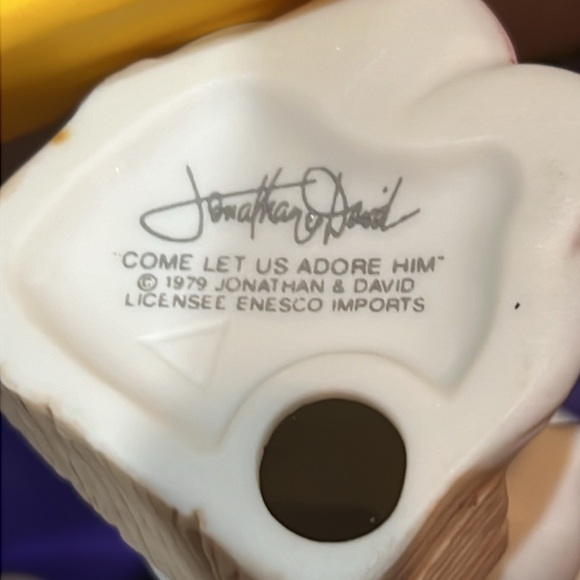 Jonathan & David
"COME LET US ADORE HIM"
© 1979 JONATHAN & DAVID
LICENSEE ENESCO IMPORTS